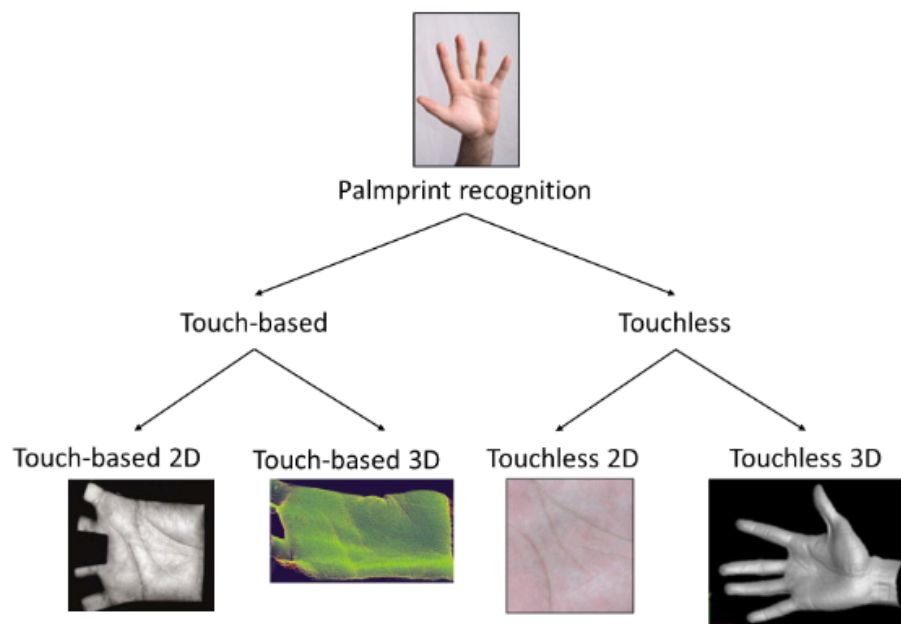 Palmprint recognition
Touch-based
Touchless
Touch-based 2D
Touch-based 3D
Touchless 2D
Touchless 3D